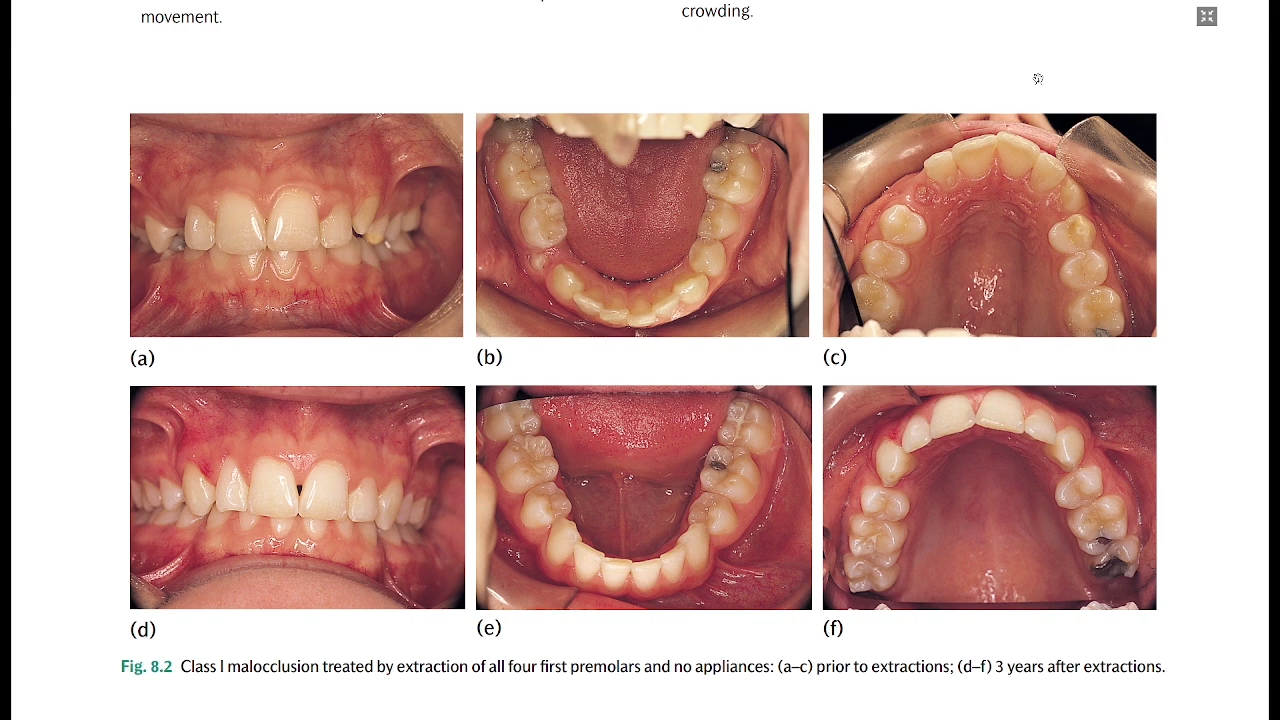 movement.
crowding.
(a)
(b)
(c)
(d)
(e)
(f)
Fig. 8.2 Class I malocclusion treated by extraction of all four first premolars and no appliances: (a–c) prior to extractions; (d–f) 3 years after extractions.